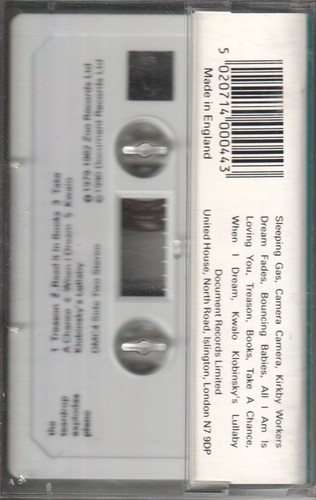 5 020714 000443
Made in England
Sleeping Gas, Camera Camera, Kirkby Workers
Dream Fades, Bouncing Babies, All I Am Is
Loving You, Treason, Books, Take A Chance,
When I Dream, Kwalo Klobinsky's Lullaby
Document Records Limited
United House, North Road, Islington, London N7 9DP
℗ 1978-1982 Zoo Records Ltd
© 1990 Document Records Ltd
1 Treason 2 Read It In Books 3 Take
A Chance 4 When I Dream 5 Kwalo
Klobinsky's Lullaby
DMC4 Side Two Stereo
the
teardrop
explodes
piano